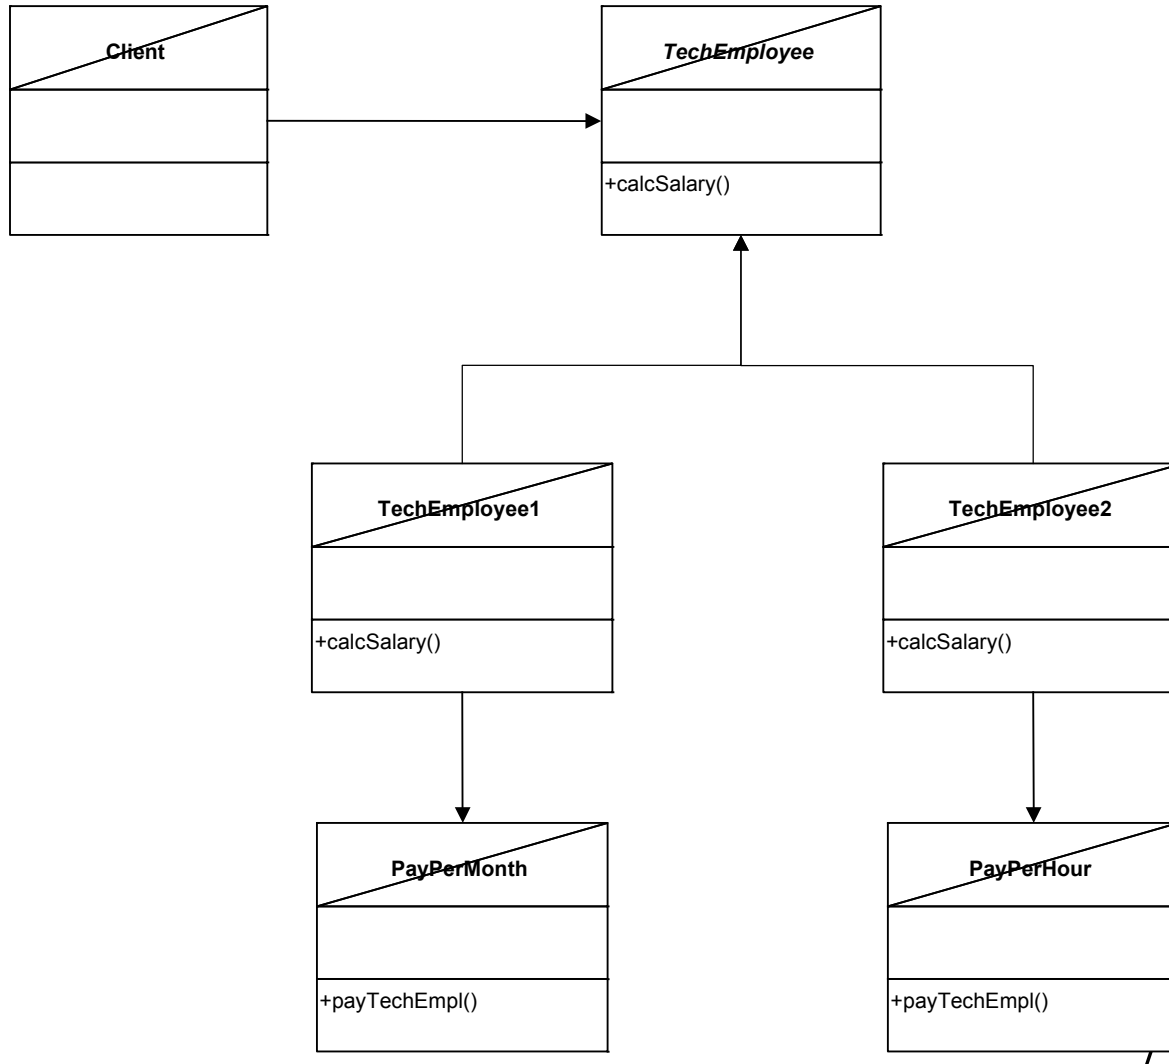 Client
TechEmployee
+calcSalary()
TechEmployee1
TechEmployee2
+calcSalary()
+calcSalary()
PayPerMonth
PayPerHour
+payTechEmpl()
+payTechEmpl()